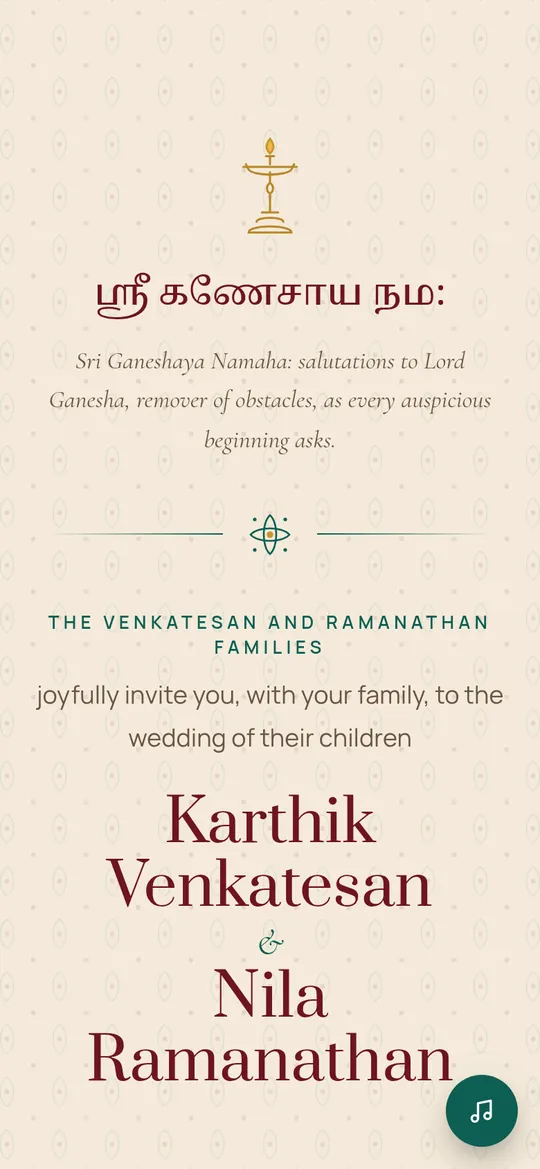 ஸ்ரீ கணேசாய நம:
Sri Ganeshaya Namaha: salutations to Lord
Ganesha, remover of obstacles, as every auspicious
beginning asks.
THE VENKATESAN AND RAMANATHAN
FAMILIES
joyfully invite you, with your family, to the
wedding of their children
Karthik
Venkatesan
&
Nila
Ramanathan